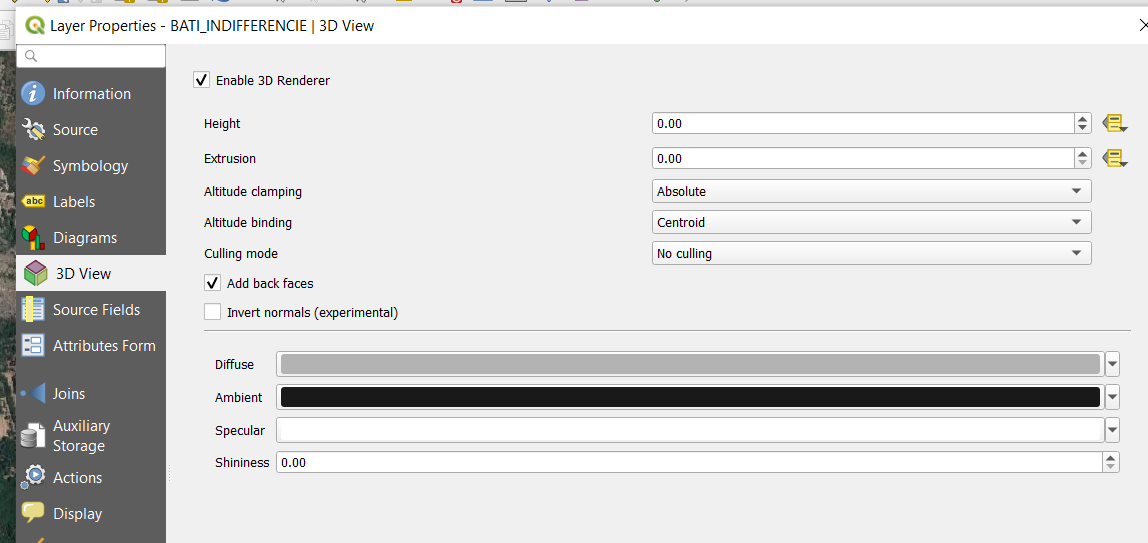 Layer Properties - BATI_INDIFFERENCIE | 3D View
Information
Source
Symbology
abc Labels
Diagrams
3D View
Source Fields
Attributes Form
Joins
Auxiliary
Storage
Actions
Display
Enable 3D Renderer
Height 0.00
Extrusion 0.00
Altitude clamping Absolute
Altitude binding Centroid
Culling mode No culling
Add back faces
Invert normals (experimental)
Diffuse
Ambient
Specular
Shininess 0.00